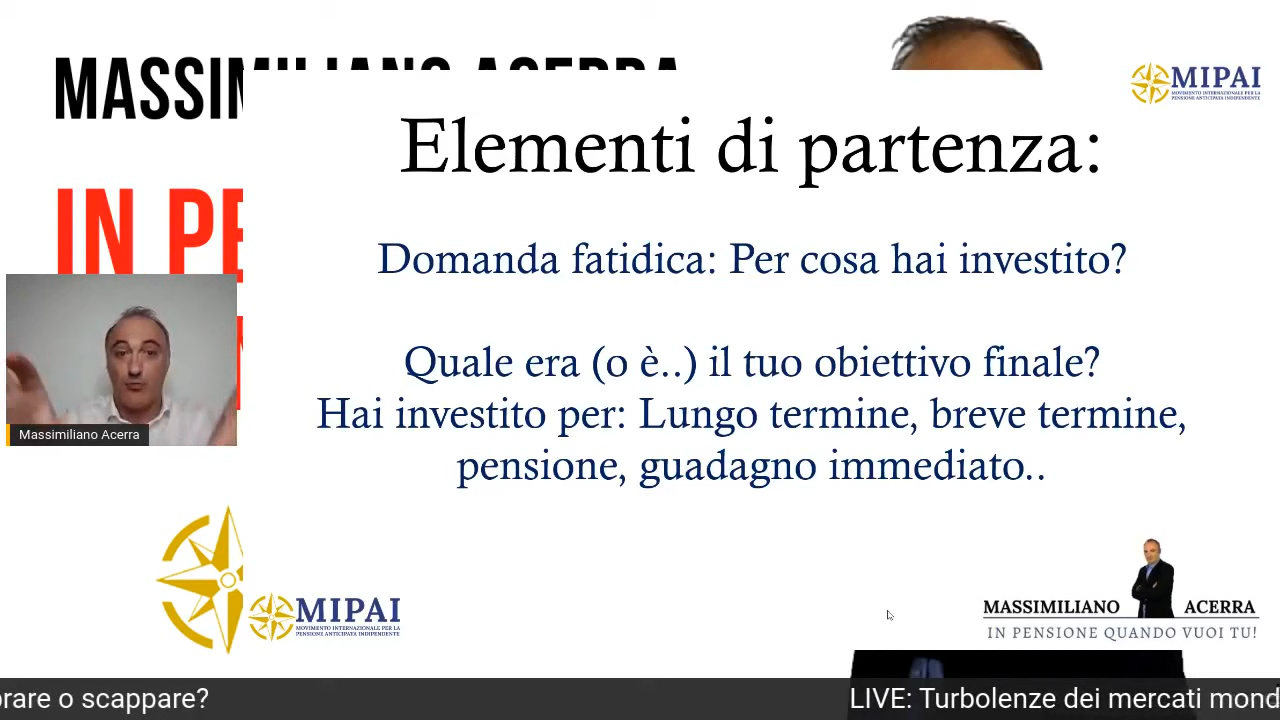 MASSIM
MIPAI
MOVIMENTO INTERNAZIONALE PER LA
PENSIONE ANTICIPATA INDIPENDENTE
Elementi di partenza:
IN PE
Domanda fatidica: Per cosa hai investito?
Quale era (o è..) il tuo obiettivo finale?
Hai investito per: Lungo termine, breve termine,
pensione, guadagno immediato..
Massimiliano Acerra
MIPAI
MOVIMENTO INTERNAZIONALE PER LA
PENSIONE ANTICIPATA INDIPENDENTE
MASSIMILIANO ACERRA
IN PENSIONE QUANDO VUOI TU!
prare o scappare?
LIVE: Turbolenze dei mercati mond